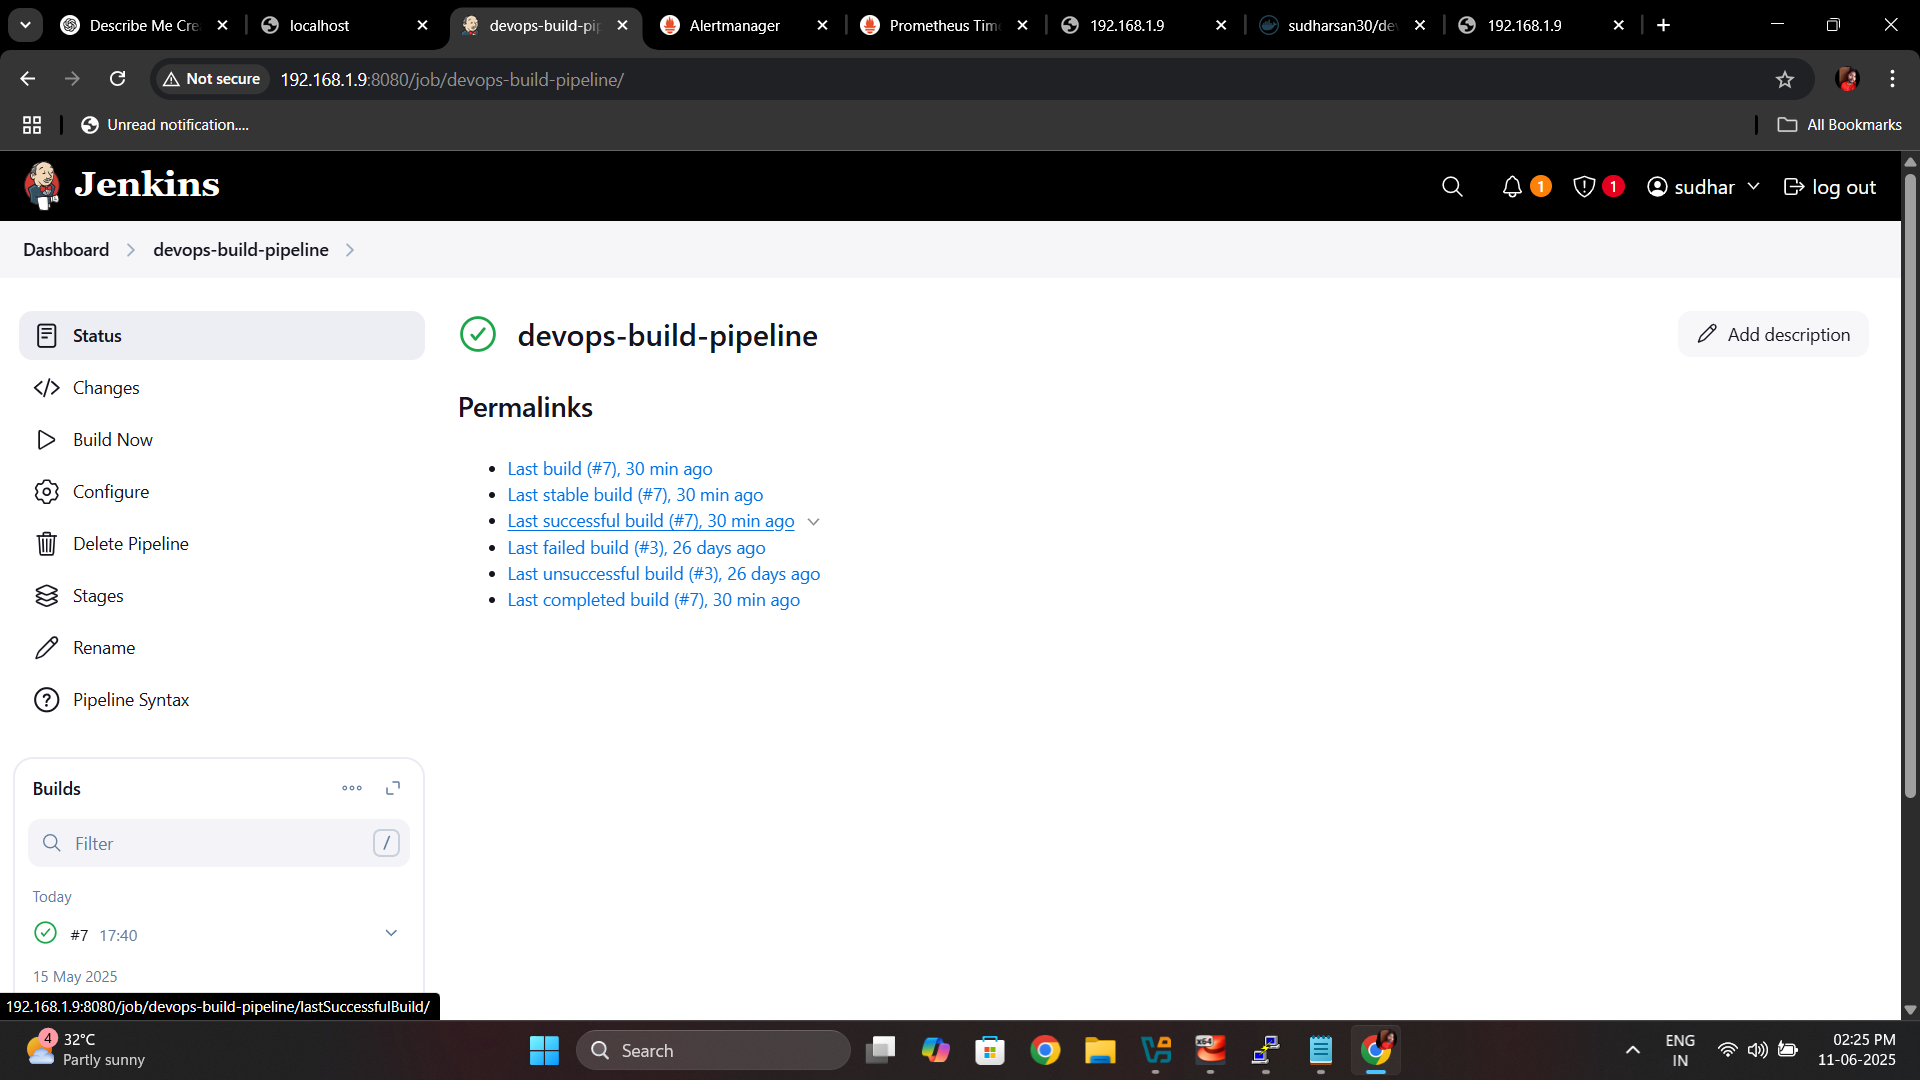 Describe Me Cre
localhost
devops-build-pip
Alertmanager
Prometheus Time
192.168.1.9
sudharsan30/dev
192.168.1.9
Not secure
192.168.1.9:8080/job/devops-build-pipeline/
Unread notification....
All Bookmarks
Jenkins
1
1
sudhar
log out
Dashboard
devops-build-pipeline
Status
Changes
Build Now
Configure
Delete Pipeline
Stages
Rename
Pipeline Syntax
devops-build-pipeline
Add description
Permalinks
Last build (#7), 30 min ago
Last stable build (#7), 30 min ago
Last successful build (#7), 30 min ago
Last failed build (#3), 26 days ago
Last unsuccessful build (#3), 26 days ago
Last completed build (#7), 30 min ago
Builds
Filter
/
Today
#7 17:40
15 May 2025
192.168.1.9:8080/job/devops-build-pipeline/lastSuccessfulBuild/
4
32°C
Partly sunny
Search
x64
ENG
IN
02:25 PM
11-06-2025